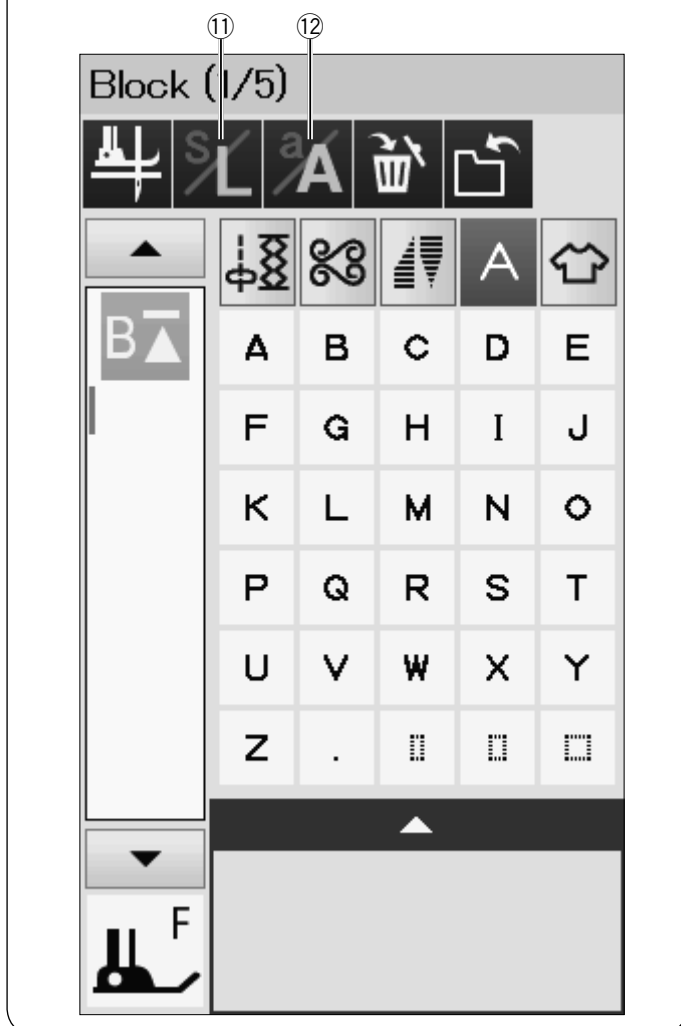 ⑪ ⑫
Block (1/5)
S/L a/A
A
B
A B C D E
F G H I J
K L M N O
P Q R S T
U V W X Y
Z .
F